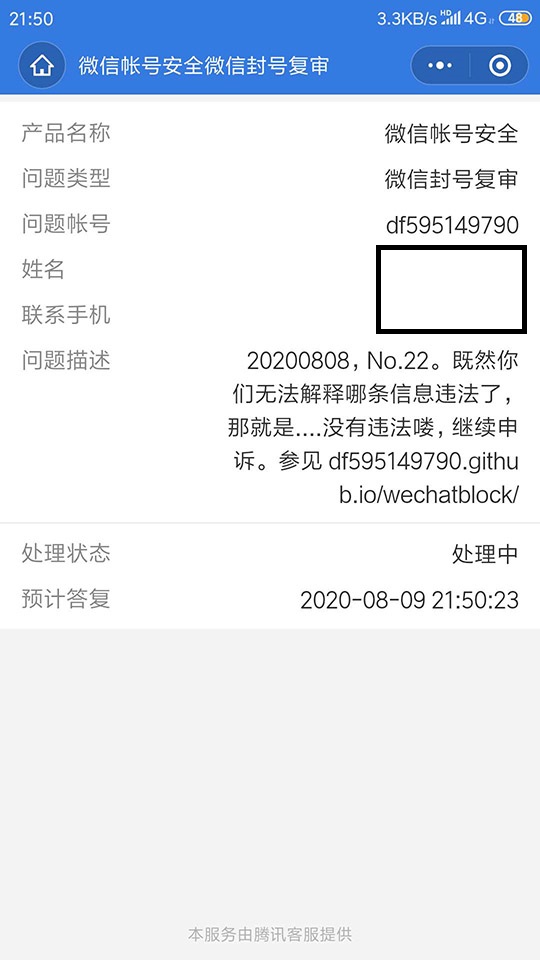 21:50 3.3KB/s HD 4G 48
微信帐号安全微信封号复审
产品名称 微信帐号安全
问题类型 微信封号复审
问题帐号 df595149790
姓名
联系手机
问题描述 20200808，No.22。既然你
们无法解释哪条信息违法了，
那就是....没有违法喽，继续申
诉。参见 df595149790.githu
b.io/wechatblock/
处理状态 处理中
预计答复 2020-08-09 21:50:23
本服务由腾讯客服提供